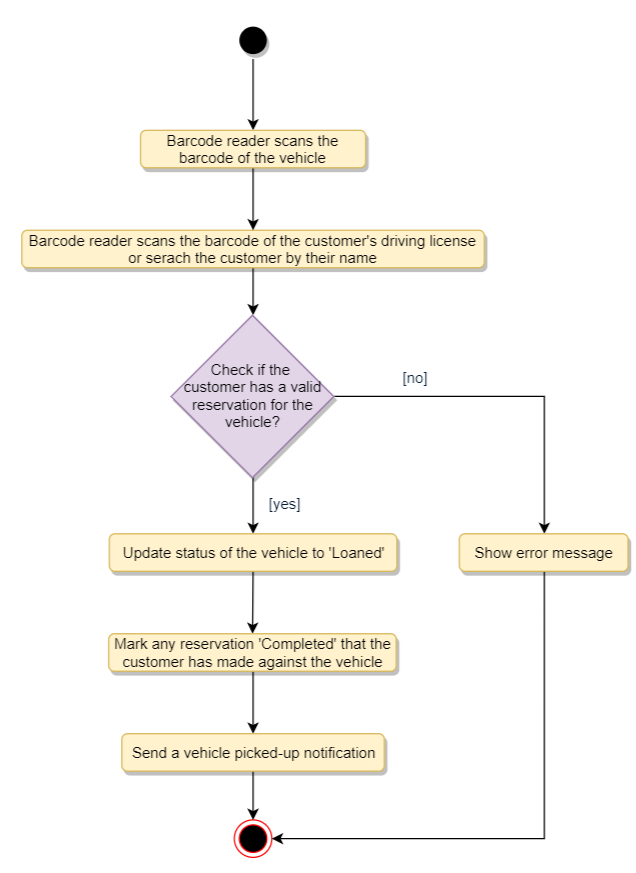 Barcode reader scans the
barcode of the vehicle
Barcode reader scans the barcode of the customer's driving license
or serach the customer by their name
Check if the
customer has a valid
reservation for the
vehicle?
[no]
[yes]
Update status of the vehicle to 'Loaned'
Show error message
Mark any reservation 'Completed' that the
customer has made against the vehicle
Send a vehicle picked-up notification